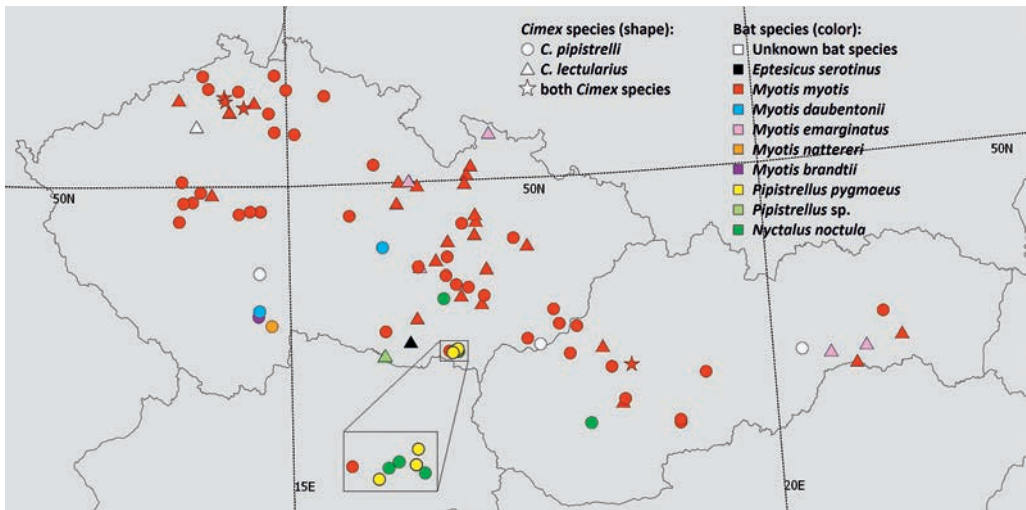 Cimex species (shape):
C. pipistrelli
C. lectularius
both Cimex species
Bat species (color):
Unknown bat species
Eptesicus serotinus
Myotis myotis
Myotis daubentonii
Myotis emarginatus
Myotis nattereri
Myotis brandtii
Pipistrellus pygmaeus
Pipistrellus sp.
Nyctalus noctula
50N
50N
50N
15E
20E